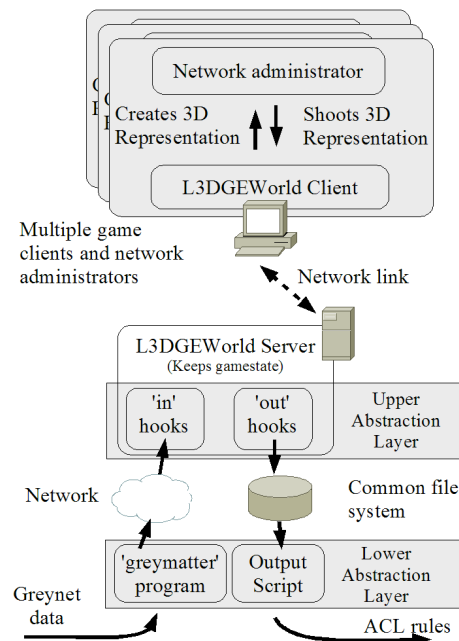 Network administrator
Creates 3D
Representation
Shoots 3D
Representation
L3DGEWorld Client
Multiple game
clients and network
administrators
Network link
L3DGEWorld Server
(Keeps gamestate)
'in'
hooks
'out'
hooks
Upper
Abstraction
Layer
Network
Common file
system
'greymatter'
program
Output
Script
Lower
Abstraction
Layer
Greynet
data
ACL rules